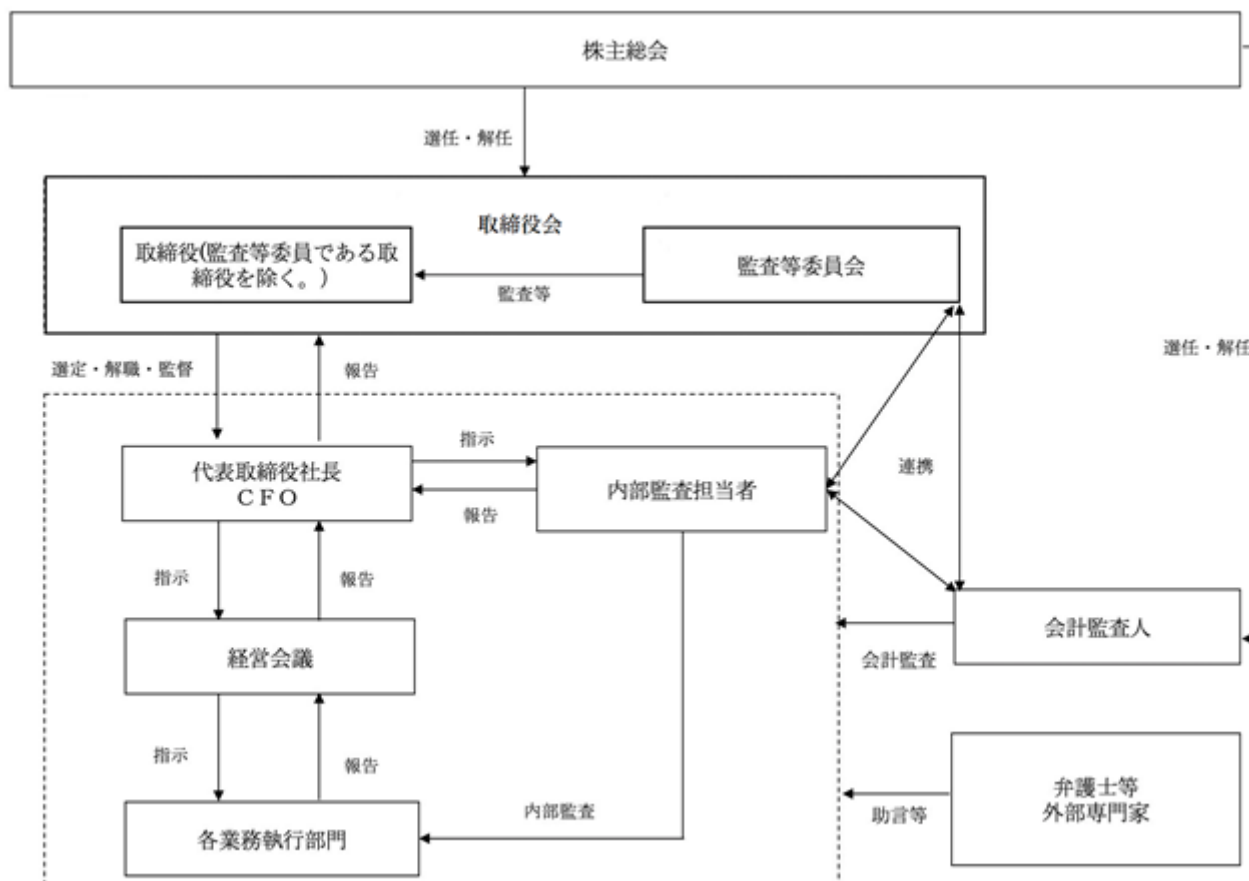 株主総会
選任・解任
取締役会
取締役(監査等委員である取
締役を除く。)
監査等委員会
監査等
選定・解職・監督
報告
選任・解任
代表取締役社長
ＣＦＯ
指示
報告
内部監査担当者
連携
指示
報告
経営会議
会計監査人
会計監査
指示
報告
各業務執行部門
内部監査
弁護士等
外部専門家
助言等